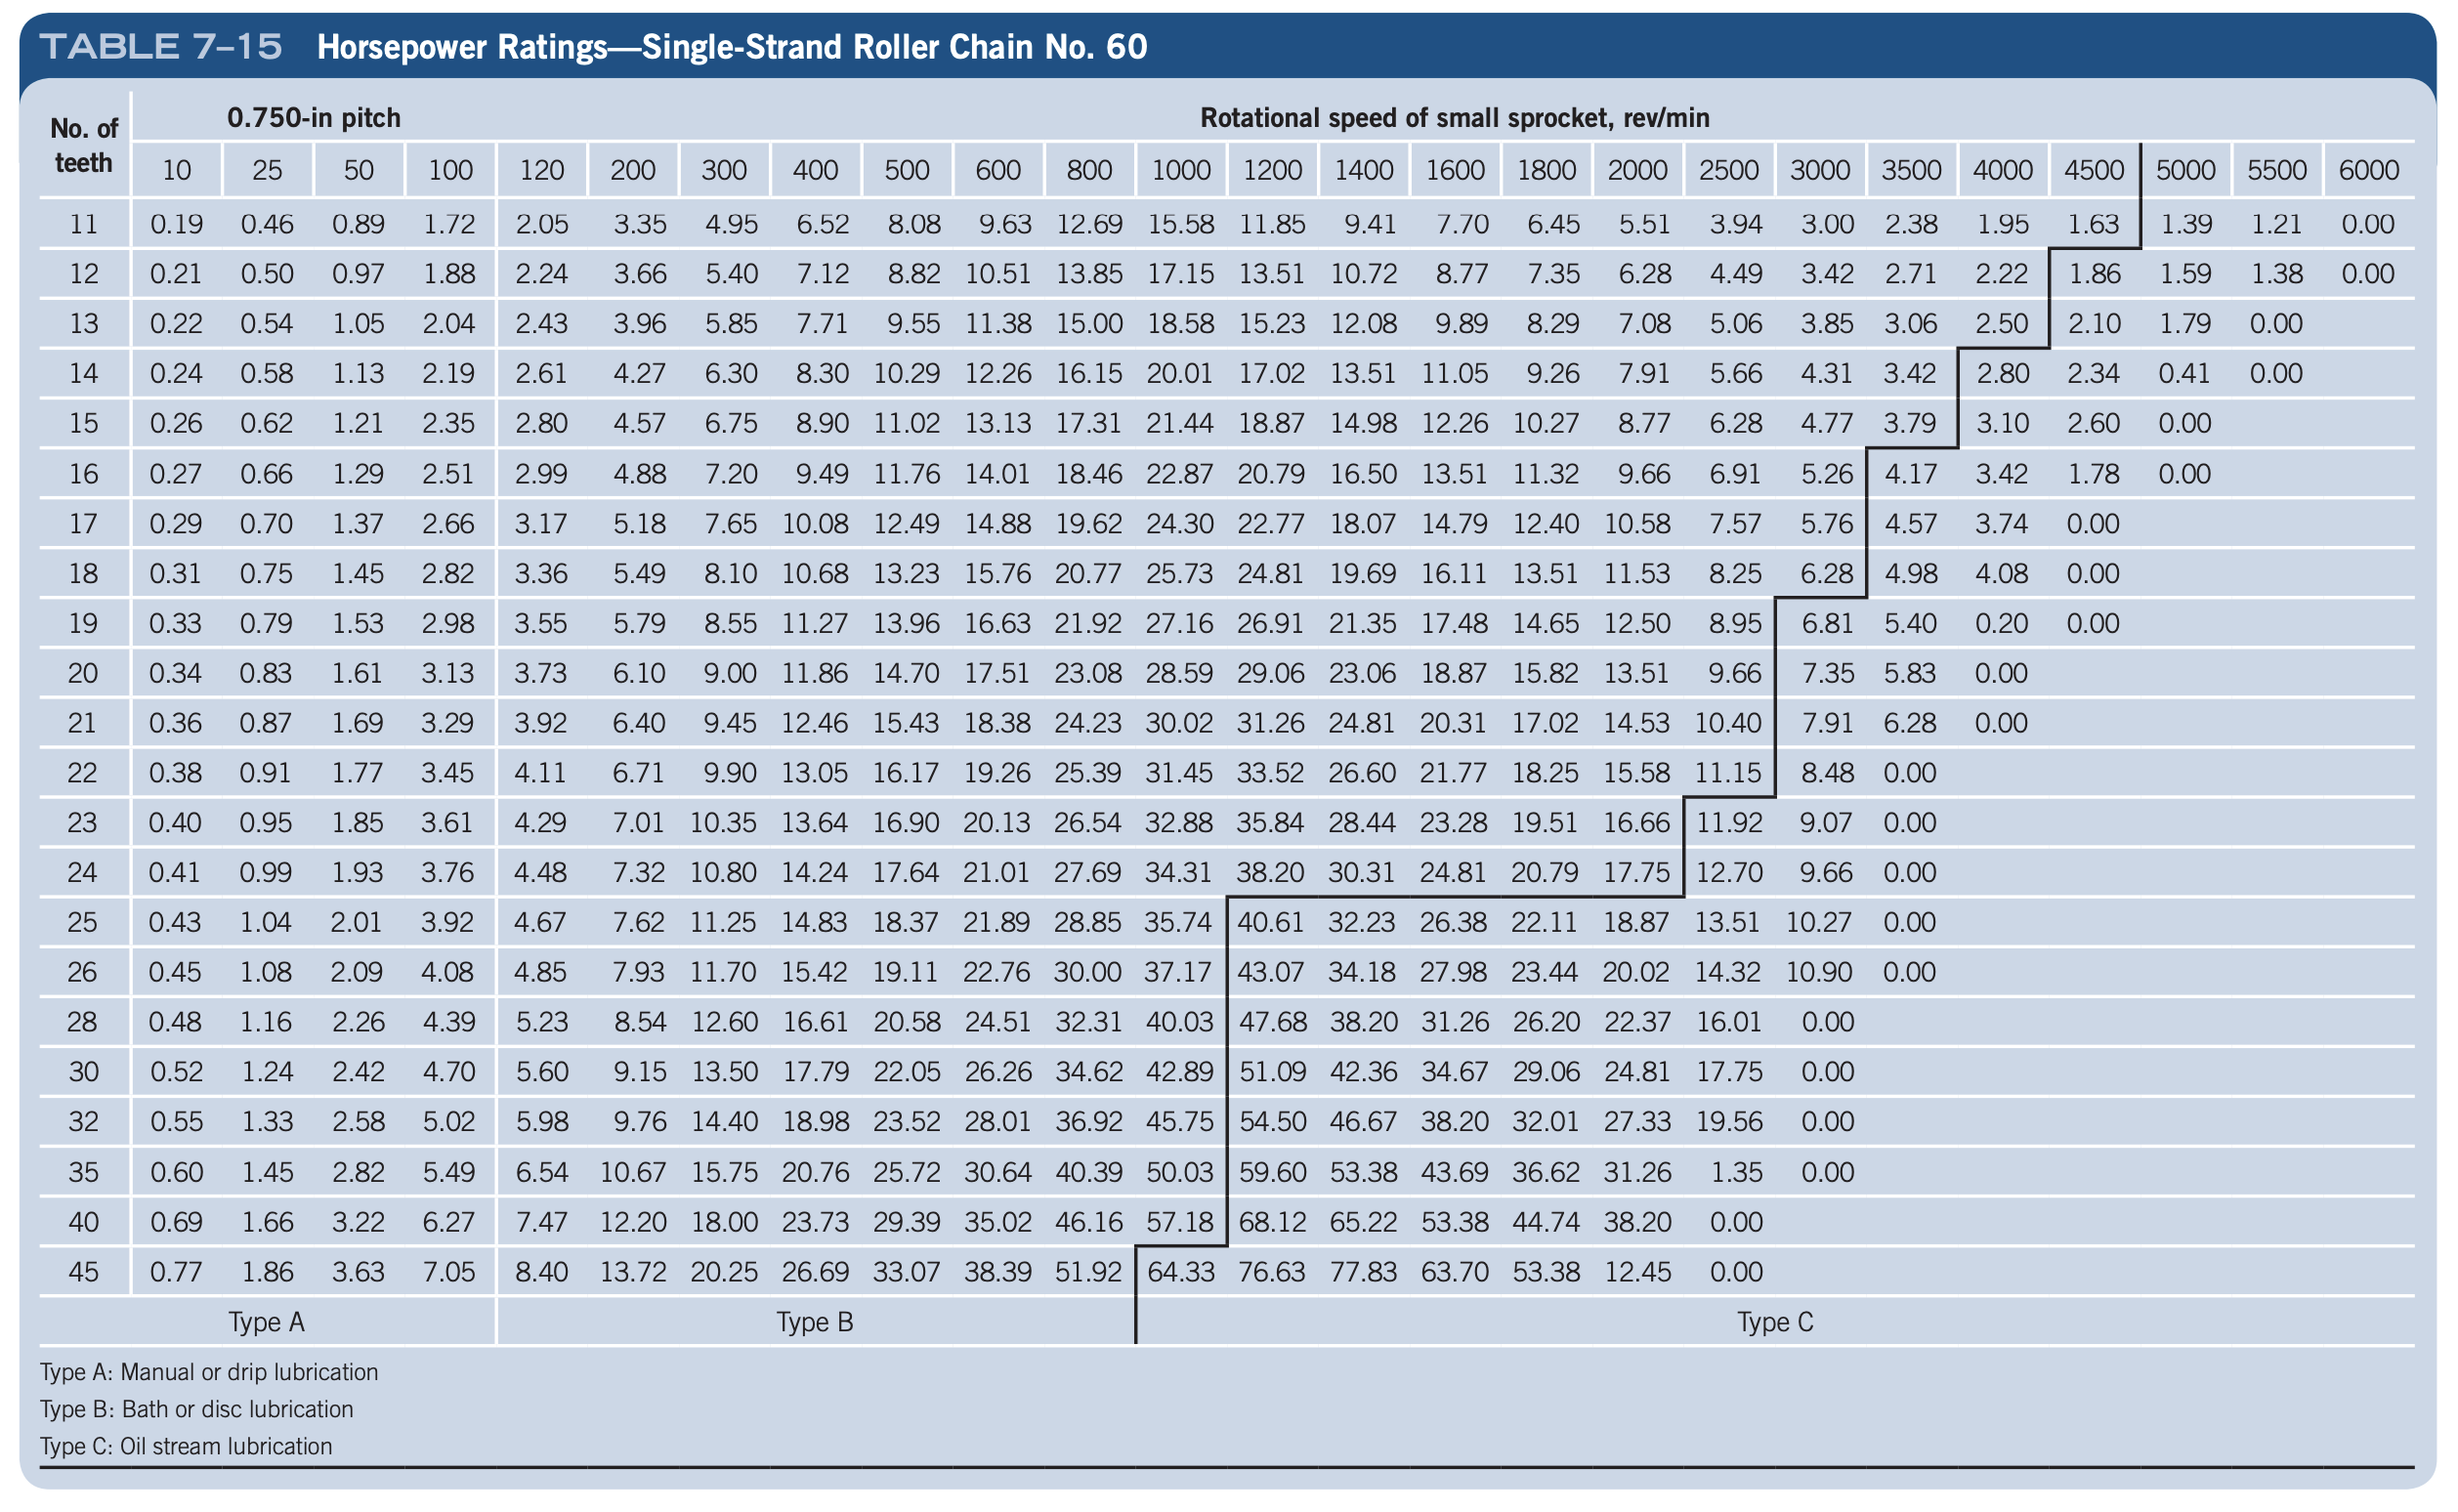 TABLE 7–15 Horsepower Ratings—Single-Strand Roller Chain No. 60
No. of teeth 0.750-in pitch Rotational speed of small sprocket, rev/min
10 25 50 100 120 200 300 400 500 600 800 1000 1200 1400 1600 1800 2000 2500 3000 3500 4000 4500 5000 5500 6000
11 0.19 0.46 0.89 1.72 2.05 3.35 4.95 6.52 8.08 9.63 12.69 15.58 11.85 9.41 7.70 6.45 5.51 3.94 3.00 2.38 1.95 1.63 1.39 1.21 0.00
12 0.21 0.50 0.97 1.88 2.24 3.66 5.40 7.12 8.82 10.51 13.85 17.15 13.51 10.72 8.77 7.35 6.28 4.49 3.42 2.71 2.22 1.86 1.59 1.38 0.00
13 0.22 0.54 1.05 2.04 2.43 3.96 5.85 7.71 9.55 11.38 15.00 18.58 15.23 12.08 9.89 8.29 7.08 5.06 3.85 3.06 2.50 2.10 1.79 0.00
14 0.24 0.58 1.13 2.19 2.61 4.27 6.30 8.30 10.29 12.26 16.15 20.01 17.02 13.51 11.05 9.26 7.91 5.66 4.31 3.42 2.80 2.34 0.41 0.00
15 0.26 0.62 1.21 2.35 2.80 4.57 6.75 8.90 11.02 13.13 17.31 21.44 18.87 14.98 12.26 10.27 8.77 6.28 4.77 3.79 3.10 2.60 0.00
16 0.27 0.66 1.29 2.51 2.99 4.88 7.20 9.49 11.76 14.01 18.46 22.87 20.79 16.50 13.51 11.32 9.66 6.91 5.26 4.17 3.42 1.78 0.00
17 0.29 0.70 1.37 2.66 3.17 5.18 7.65 10.08 12.49 14.88 19.62 24.30 22.77 18.07 14.79 12.40 10.58 7.57 5.76 4.57 3.74 0.00
18 0.31 0.75 1.45 2.82 3.36 5.49 8.10 10.68 13.23 15.76 20.77 25.73 24.81 19.69 16.11 13.51 11.53 8.25 6.28 4.98 4.08 0.00
19 0.33 0.79 1.53 2.98 3.55 5.79 8.55 11.27 13.96 16.63 21.92 27.16 26.91 21.35 17.48 14.65 12.50 8.95 6.81 5.40 0.20 0.00
20 0.34 0.83 1.61 3.13 3.73 6.10 9.00 11.86 14.70 17.51 23.08 28.59 29.06 23.06 18.87 15.82 13.51 9.66 7.35 5.83 0.00
21 0.36 0.87 1.69 3.29 3.92 6.40 9.45 12.46 15.43 18.38 24.23 30.02 31.26 24.81 20.31 17.02 14.53 10.40 7.91 6.28 0.00
22 0.38 0.91 1.77 3.45 4.11 6.71 9.90 13.05 16.17 19.26 25.39 31.45 33.52 26.60 21.77 18.25 15.58 11.15 8.48 0.00
23 0.40 0.95 1.85 3.61 4.29 7.01 10.35 13.64 16.90 20.13 26.54 32.88 35.84 28.44 23.28 19.51 16.66 11.92 9.07 0.00
24 0.41 0.99 1.93 3.76 4.48 7.32 10.80 14.24 17.64 21.01 27.69 34.31 38.20 30.31 24.81 20.79 17.75 12.70 9.66 0.00
25 0.43 1.04 2.01 3.92 4.67 7.62 11.25 14.83 18.37 21.89 28.85 35.74 40.61 32.23 26.38 22.11 18.87 13.51 10.27 0.00
26 0.45 1.08 2.09 4.08 4.85 7.93 11.70 15.42 19.11 22.76 30.00 37.17 43.07 34.18 27.98 23.44 20.02 14.32 10.90 0.00
28 0.48 1.16 2.26 4.39 5.23 8.54 12.60 16.61 20.58 24.51 32.31 40.03 47.68 38.20 31.26 26.20 22.37 16.01 0.00
30 0.52 1.24 2.42 4.70 5.60 9.15 13.50 17.79 22.05 26.26 34.62 42.89 51.09 42.36 34.67 29.06 24.81 17.75 0.00
32 0.55 1.33 2.58 5.02 5.98 9.76 14.40 18.98 23.52 28.01 36.92 45.75 54.50 46.67 38.20 32.01 27.33 19.56 0.00
35 0.60 1.45 2.82 5.49 6.54 10.67 15.75 20.76 25.72 30.64 40.39 50.03 59.60 53.38 43.69 36.62 31.26 1.35 0.00
40 0.69 1.66 3.22 6.27 7.47 12.20 18.00 23.73 29.39 35.02 46.16 57.18 68.12 65.22 53.38 44.74 38.20 0.00
45 0.77 1.86 3.63 7.05 8.40 13.72 20.25 26.69 33.07 38.39 51.92 64.33 76.63 77.83 63.70 53.38 12.45 0.00
Type A Type B Type C
Type A: Manual or drip lubrication
Type B: Bath or disc lubrication
Type C: Oil stream lubrication